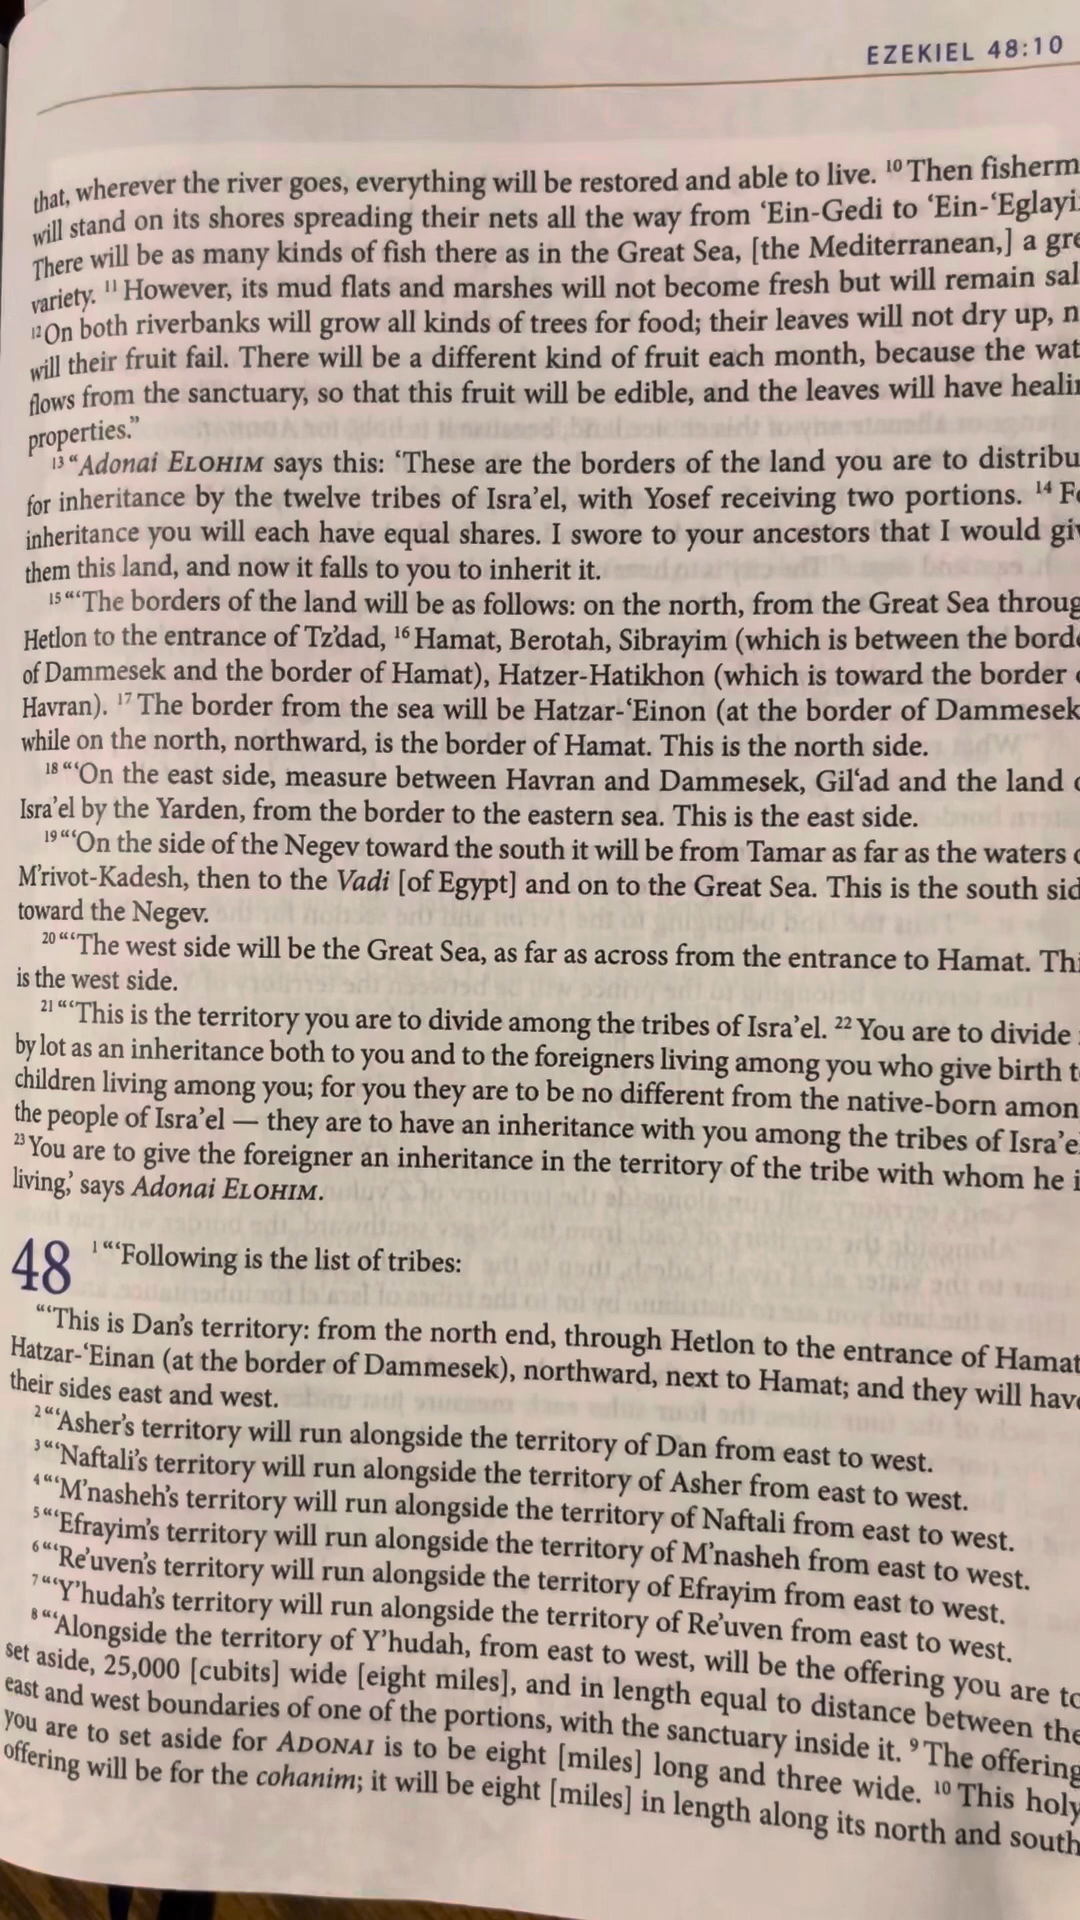 EZEKIEL 48:10
that, wherever the river goes, everything will be restored and able to live. ¹⁰Then fisherm
will stand on its shores spreading their nets all the way from ‘Ein-Gedi to ‘Ein-‘Eglayi
There will be as many kinds of fish there as in the Great Sea, [the Mediterranean,] a gre
variety. ¹¹However, its mud flats and marshes will not become fresh but will remain sal
¹²On both riverbanks will grow all kinds of trees for food; their leaves will not dry up, n
will their fruit fail. There will be a different kind of fruit each month, because the wat
flows from the sanctuary, so that this fruit will be edible, and the leaves will have heali
properties.”
¹³“Adonai ELOHIM says this: ‘These are the borders of the land you are to distribu
for inheritance by the twelve tribes of Isra’el, with Yosef receiving two portions. ¹⁴F
inheritance you will each have equal shares. I swore to your ancestors that I would giv
them this land, and now it falls to you to inherit it.
¹⁵“‘The borders of the land will be as follows: on the north, from the Great Sea throug
Hetlon to the entrance of Tz’dad, ¹⁶Hamat, Berotah, Sibrayim (which is between the bord
of Dammesek and the border of Hamat), Hatzer-Hatikhon (which is toward the border
Havran). ¹⁷The border from the sea will be Hatzar-‘Einon (at the border of Dammesek
while on the north, northward, is the border of Hamat. This is the north side.
¹⁸“‘On the east side, measure between Havran and Dammesek, Gil‘ad and the land
Isra’el by the Yarden, from the border to the eastern sea. This is the east side.
¹⁹“‘On the side of the Negev toward the south it will be from Tamar as far as the waters
M’rivot-Kadesh, then to the Vadi [of Egypt] and on to the Great Sea. This is the south sid
toward the Negev.
²⁰“‘The west side will be the Great Sea, as far as across from the entrance to Hamat. Thi
is the west side.
²¹“‘This is the territory you are to divide among the tribes of Isra’el. ²²You are to divide
by lot as an inheritance both to you and to the foreigners living among you who give birth t
children living among you; for you they are to be no different from the native-born amon
the people of Isra’el — they are to have an inheritance with you among the tribes of Isra’e
²³You are to give the foreigner an inheritance in the territory of the tribe with whom he i
living,’ says Adonai ELOHIM.
48 ¹“‘Following is the list of tribes:
“‘This is Dan’s territory: from the north end, through Hetlon to the entrance of Hamat
Hatzar-‘Einan (at the border of Dammesek), northward, next to Hamat; and they will have
their sides east and west.
²“‘Asher’s territory will run alongside the territory of Dan from east to west.
³“‘Naftali’s territory will run alongside the territory of Asher from east to west.
⁴“‘M’nasheh’s territory will run alongside the territory of Naftali from east to west.
⁵“‘Efrayim’s territory will run alongside the territory of M’nasheh from east to west.
⁶“‘Re’uven’s territory will run alongside the territory of Efrayim from east to west.
⁷“‘Y’hudah’s territory will run alongside the territory of Re’uven from east to west.
⁸“‘Alongside the territory of Y’hudah, from east to west, will be the offering you are to
set aside, 25,000 [cubits] wide [eight miles], and in length equal to distance between the
east and west boundaries of one of the portions, with the sanctuary inside it. ⁹The offering
you are to set aside for ADONAI is to be eight [miles] long and three wide. ¹⁰This holy
offering will be for the cohanim; it will be eight [miles] in length along its north and south